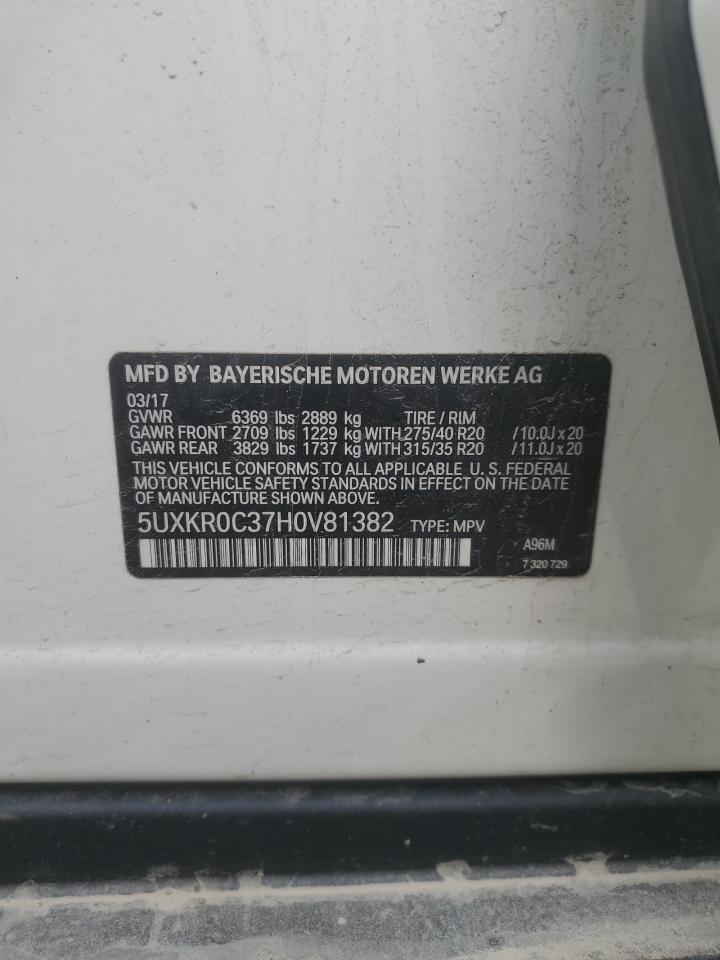 MFD BY BAYERISCHE MOTOREN WERKE AG
03/17
GVWR 6369 lbs 2889 kg TIRE / RIM
GAWR FRONT 2709 lbs 1229 kg WITH 275/40 R20 / 10.0J x 20
GAWR REAR 3829 lbs 1737 kg WITH 315/35 R20 / 11.0J x 20
THIS VEHICLE CONFORMS TO ALL APPLICABLE U. S. FEDERAL
MOTOR VEHICLE SAFETY STANDARDS IN EFFECT ON THE DATE
OF MANUFACTURE SHOWN ABOVE.
5UXKR0C37H0V81382 TYPE: MPV
A96M
7 320 729